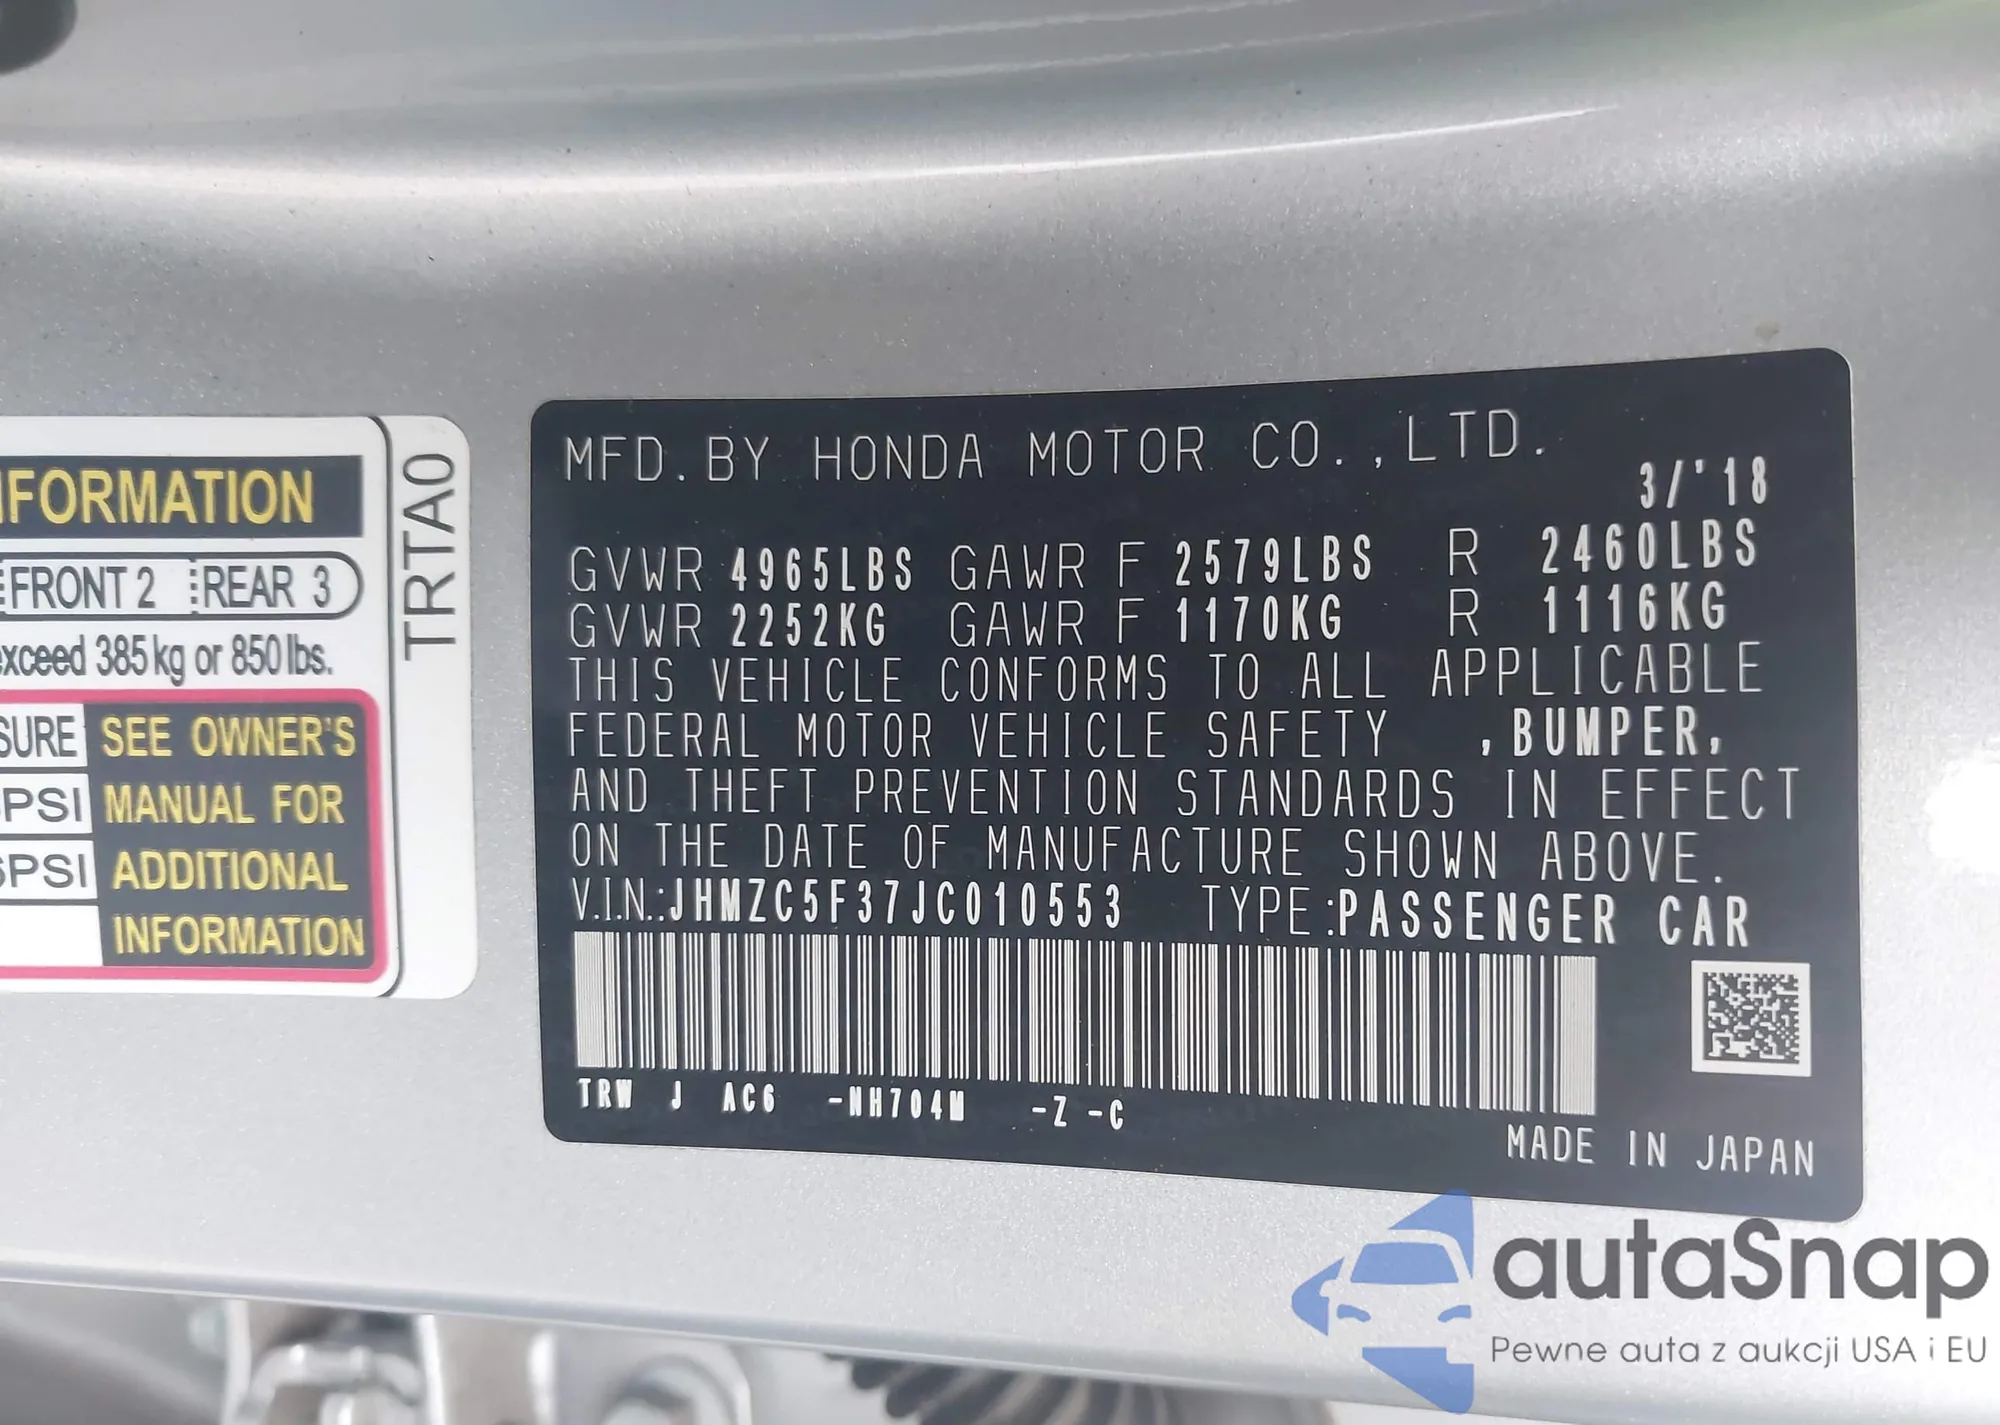 FORMATION
FRONT 2 REAR 3
exceed 385 kg or 850 lbs.
SURE SEE OWNER'S
PSI MANUAL FOR
PSI ADDITIONAL
INFORMATION
TRTA0
MFD. BY HONDA MOTOR CO., LTD.
3/'18
GVWR 4965LBS GAWR F 2579LBS R 2460LBS
GVWR 2252KG GAWR F 1170KG R 1116KG
THIS VEHICLE CONFORMS TO ALL APPLICABLE
FEDERAL MOTOR VEHICLE SAFETY ,BUMPER,
AND THEFT PREVENTION STANDARDS IN EFFECT
ON THE DATE OF MANUFACTURE SHOWN ABOVE.
V.I.N.:JHMZC5F37JC010553 TYPE:PASSENGER CAR
TRW J AC6 -NH704M -Z -C
MADE IN JAPAN
autaSnap
Pewne auta z aukcji USA i EU